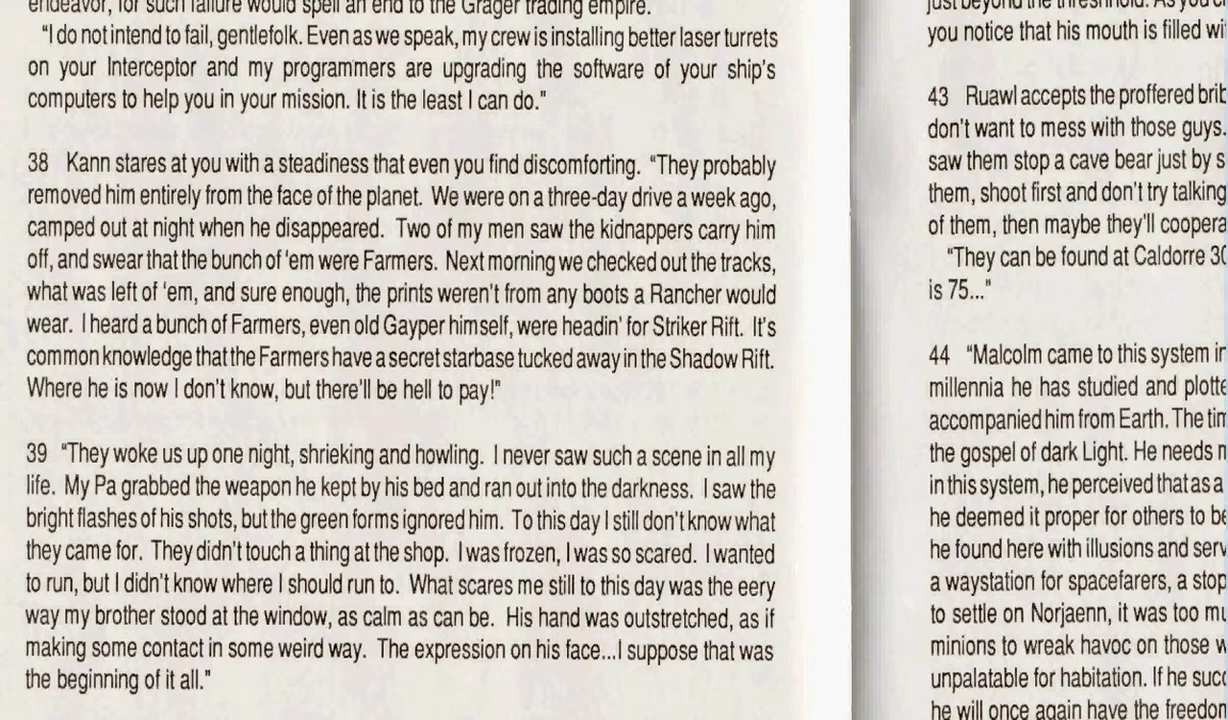 endeavor, for such failure would spell an end to the Grager trading empire.
"I do not intend to fail, gentlefolk. Even as we speak, my crew is installing better laser turrets
on your Interceptor and my programmers are upgrading the software of your ship's
computers to help you in your mission. It is the least I can do."
38 Kann stares at you with a steadiness that even you find discomforting. "They probably
removed him entirely from the face of the planet. We were on a three-day drive a week ago,
camped out at night when he disappeared. Two of my men saw the kidnappers carry him
off, and swear that the bunch of 'em were Farmers. Next morning we checked out the tracks,
what was left of 'em, and sure enough, the prints weren't from any boots a Rancher would
wear. I heard a bunch of Farmers, even old Gayper himself, were headin' for Striker Rift. It's
common knowledge that the Farmers have a secret starbase tucked away in the Shadow Rift.
Where he is now I don't know, but there'll be hell to pay!"
39 "They woke us up one night, shrieking and howling. I never saw such a scene in all my
life. My Pa grabbed the weapon he kept by his bed and ran out into the darkness. I saw the
bright flashes of his shots, but the green forms ignored him. To this day I still don't know what
they came for. They didn't touch a thing at the shop. I was frozen, I was so scared. I wanted
to run, but I didn't know where I should run to. What scares me still to this day was the eery
way my brother stood at the window, as calm as can be. His hand was outstretched, as if
making some contact in some weird way. The expression on his face...I suppose that was
the beginning of it all."
just beyond the threshhold. As you
you notice that his mouth is filled
43 Ruawl accepts the proffered
don't want to mess with those guys.
saw them stop a cave bear just by
them, shoot first and don't try talking
of them, then maybe they'll
"They can be found at Caldorre
is 75..."
44 "Malcolm came to this system
millennia he has studied and
accompanied him from Earth. The
the gospel of dark Light. He needs
in this system, he perceived that as a
he deemed it proper for others to
he found here with illusions and
a waystation for spacefarers, a
to settle on Norjaenn, it was too
minions to wreak havoc on those
unpalatable for habitation. If he
he will once again have the